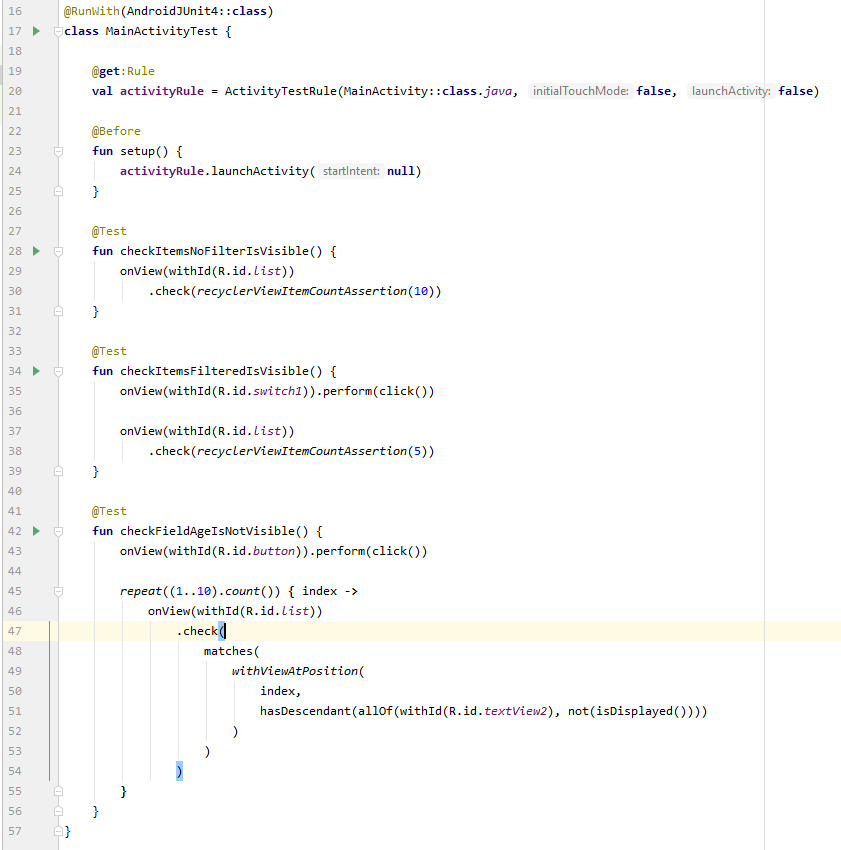 16 @RunWith(AndroidJUnit4::class)
17 class MainActivityTest {
18
19     @get:Rule
20     val activityRule = ActivityTestRule(MainActivity::class.java, initialTouchMode: false, launchActivity: false)
21
22     @Before
23     fun setup() {
24         activityRule.launchActivity( startIntent: null)
25     }
26
27     @Test
28     fun checkItemsNoFilterIsVisible() {
29         onView(withId(R.id.list))
30             .check(recyclerViewItemCountAssertion(10))
31     }
32
33     @Test
34     fun checkItemsFilteredIsVisible() {
35         onView(withId(R.id.switch1)).perform(click())
36
37         onView(withId(R.id.list))
38             .check(recyclerViewItemCountAssertion(5))
39     }
40
41     @Test
42     fun checkFieldAgeIsNotVisible() {
43         onView(withId(R.id.button)).perform(click())
44
45         repeat((1..10).count()) { index ->
46             onView(withId(R.id.list))
47                 .check(
48                     matches(
49                         withViewAtPosition(
50                             index,
51                             hasDescendant(allOf(withId(R.id.textView2), not(isDisplayed())))
52                         )
53                     )
54                 )
55         }
56     }
57 }